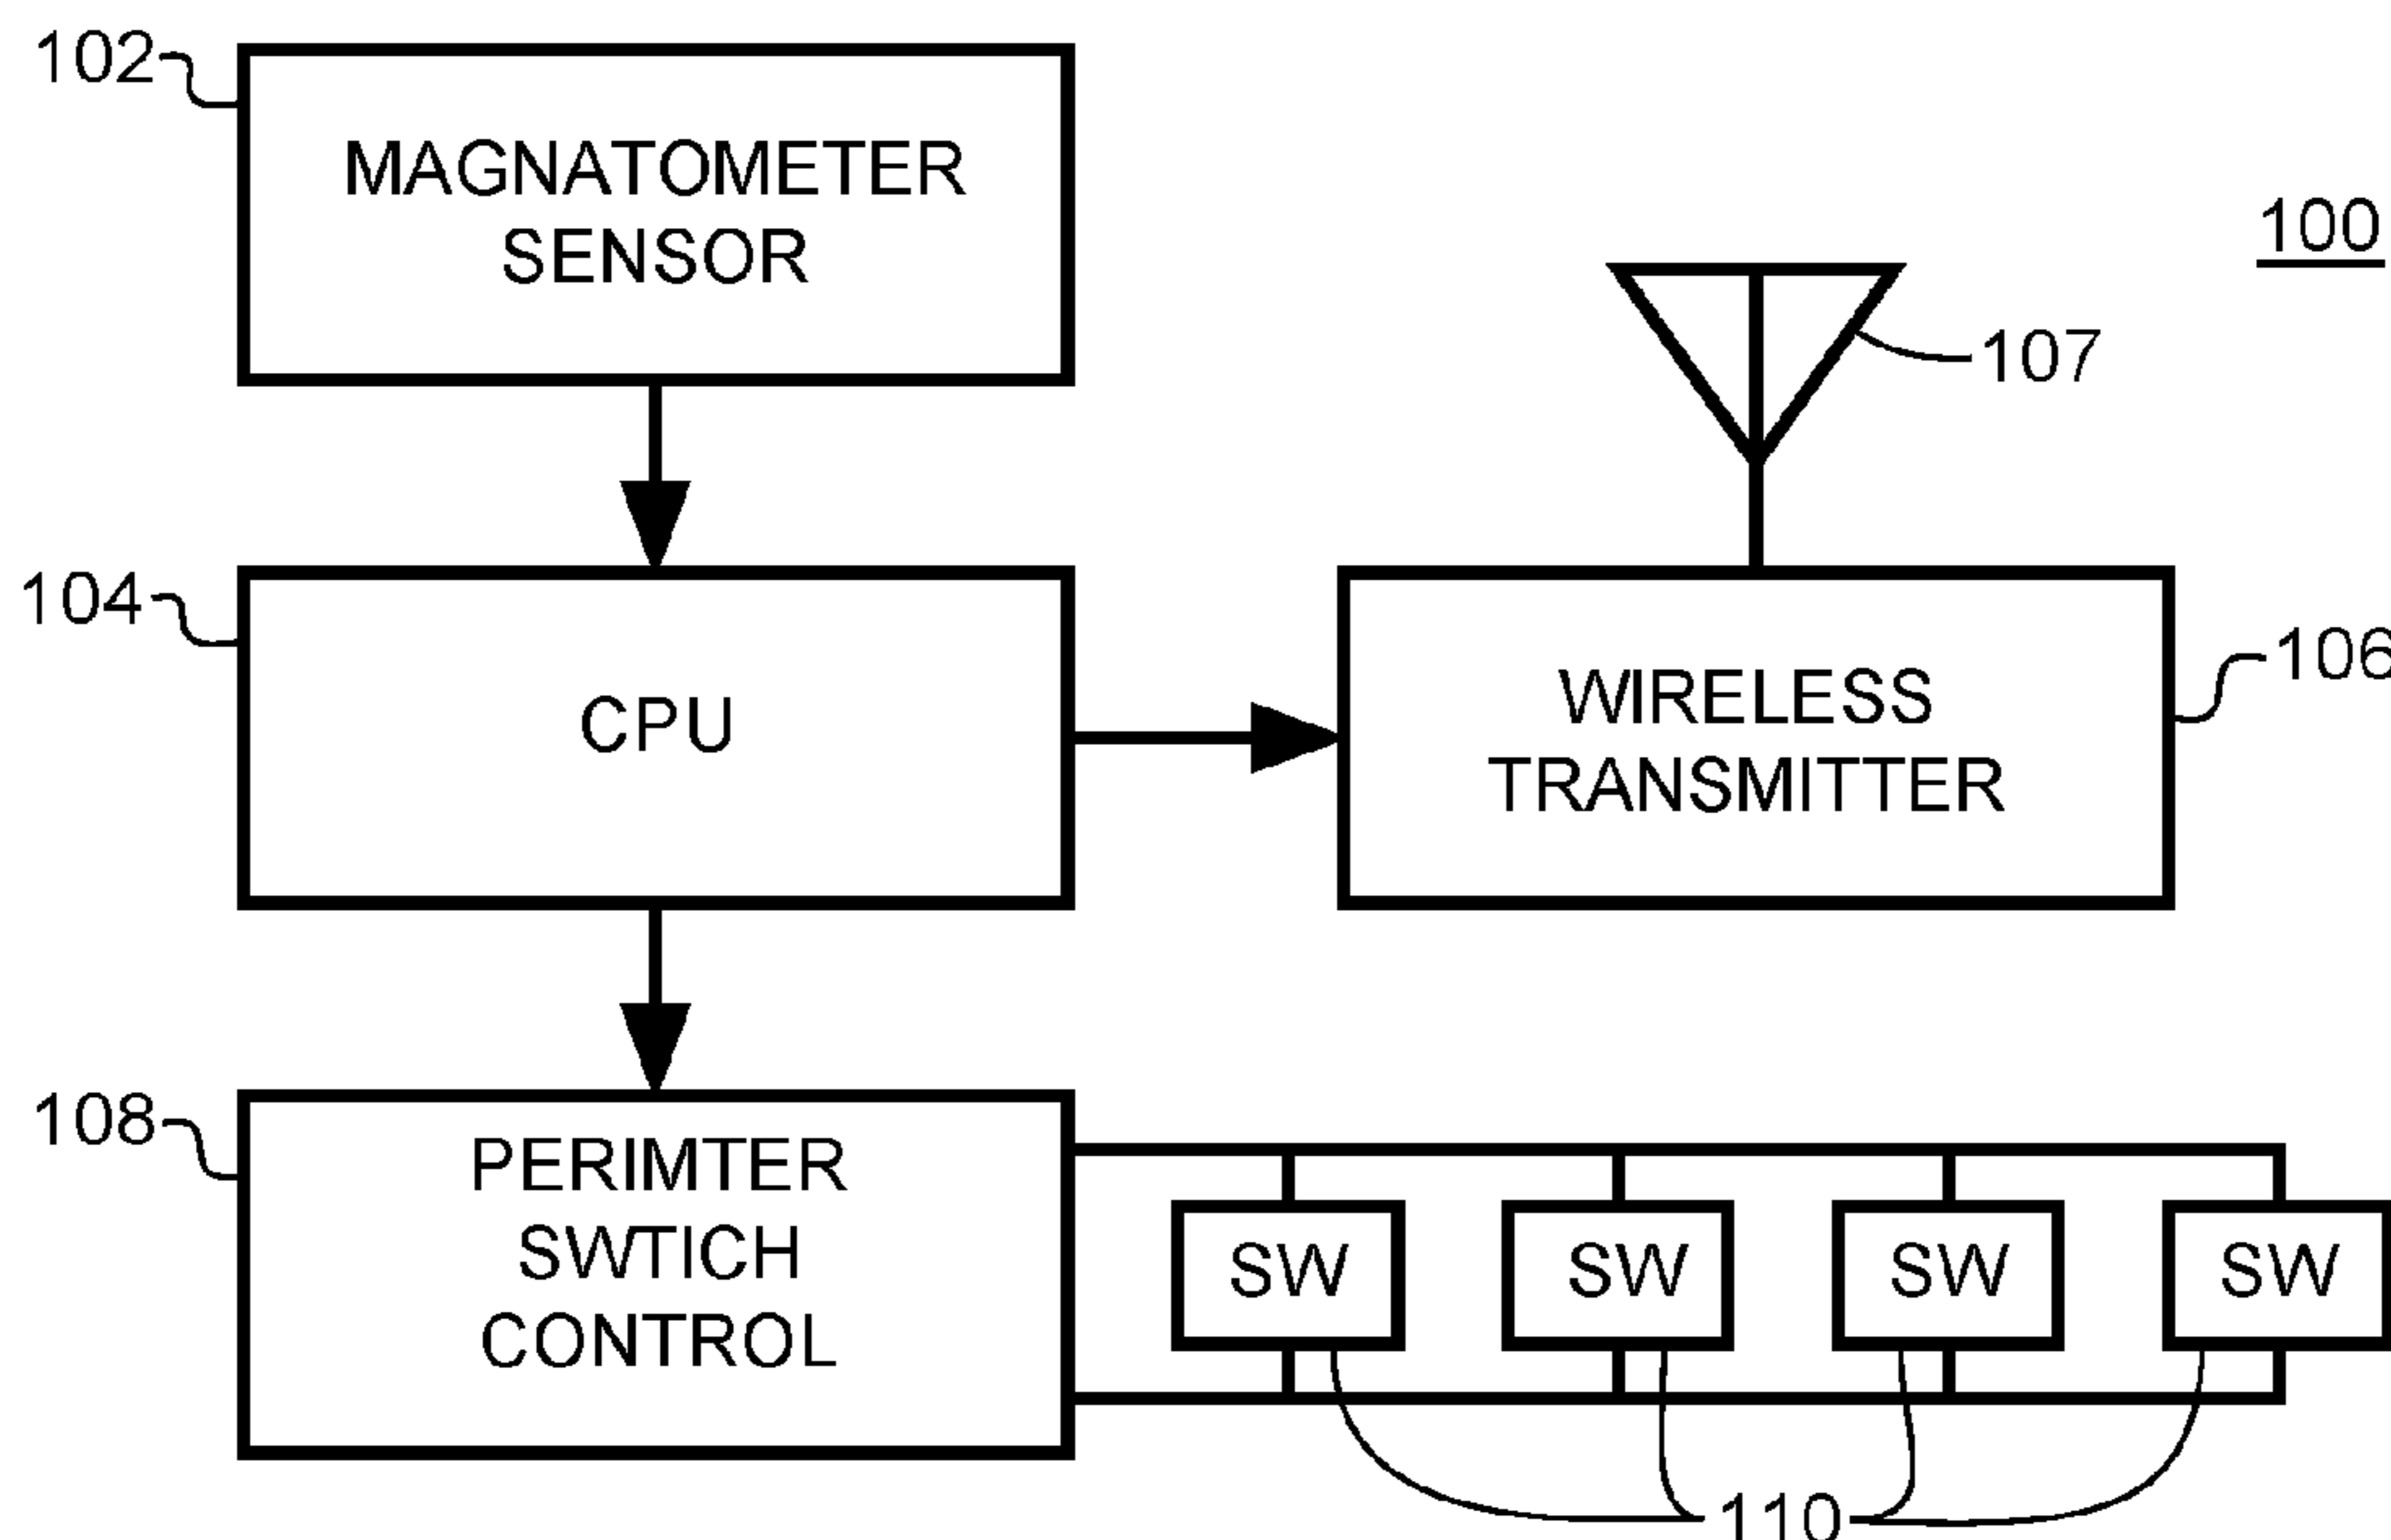 102
MAGNATOMETER
SENSOR
100
107
104
CPU
WIRELESS
TRANSMITTER
106
108
PERIMTER
SWTICH
CONTROL
SW SW SW SW
110